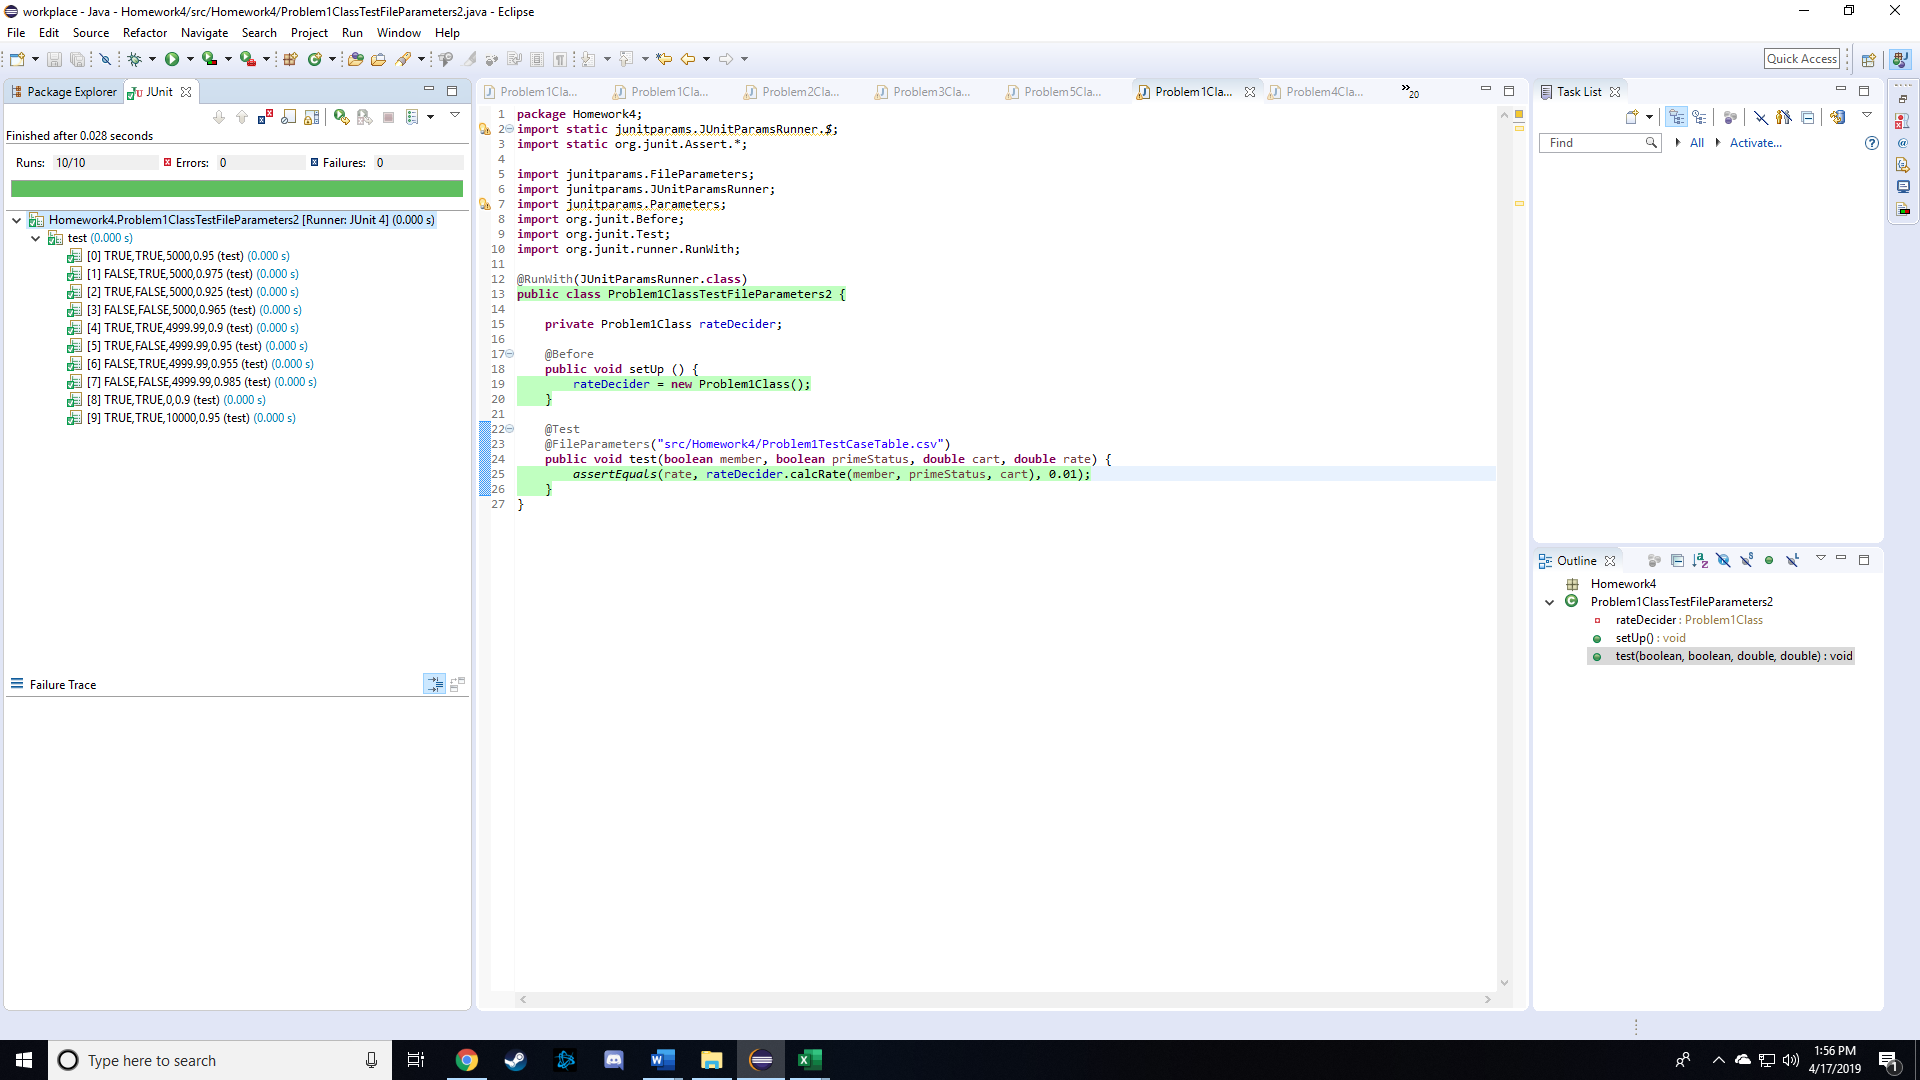 workplace - Java - Homework4/src/Homework4/Problem1ClassTestFileParameters2.java - Eclipse
File Edit Source Refactor Navigate Search Project Run Window Help
Quick Access
Package Explorer
JUnit
Finished after 0.028 seconds
Runs: 10/10
Errors: 0
Failures: 0
Homework4.Problem1ClassTestFileParameters2 [Runner: JUnit 4] (0.000 s)
test (0.000 s)
[0] TRUE,TRUE,5000,0.95 (test) (0.000 s)
[1] FALSE,TRUE,5000,0.975 (test) (0.000 s)
[2] TRUE,FALSE,5000,0.925 (test) (0.000 s)
[3] FALSE,FALSE,5000,0.965 (test) (0.000 s)
[4] TRUE,TRUE,4999.99,0.9 (test) (0.000 s)
[5] TRUE,FALSE,4999.99,0.95 (test) (0.000 s)
[6] FALSE,TRUE,4999.99,0.955 (test) (0.000 s)
[7] FALSE,FALSE,4999.99,0.985 (test) (0.000 s)
[8] TRUE,TRUE,0,0.9 (test) (0.000 s)
[9] TRUE,TRUE,10000,0.95 (test) (0.000 s)
Failure Trace
Problem1Cla...
Problem1Cla...
Problem2Cla...
Problem3Cla...
Problem5Cla...
Problem1Cla...
Problem4Cla...
»20
1 package Homework4;
2 import static junitparams.JUnitParamsRunner.$;
3 import static org.junit.Assert.*;
4
5 import junitparams.FileParameters;
6 import junitparams.JUnitParamsRunner;
7 import junitparams.Parameters;
8 import org.junit.Before;
9 import org.junit.Test;
10 import org.junit.runner.RunWith;
11
12 @RunWith(JUnitParamsRunner.class)
13 public class Problem1ClassTestFileParameters2 {
14
15 private Problem1Class rateDecider;
16
17 @Before
18 public void setUp () {
19 rateDecider = new Problem1Class();
20 }
21
22 @Test
23 @FileParameters("src/Homework4/Problem1TestCaseTable.csv")
24 public void test(boolean member, boolean primeStatus, double cart, double rate) {
25 assertEquals(rate, rateDecider.calcRate(member, primeStatus, cart), 0.01);
26 }
27 }
Task List
Find
All
Activate...
Outline
Homework4
Problem1ClassTestFileParameters2
rateDecider : Problem1Class
setUp() : void
test(boolean, boolean, double, double) : void
Type here to search
1:56 PM
4/17/2019
1